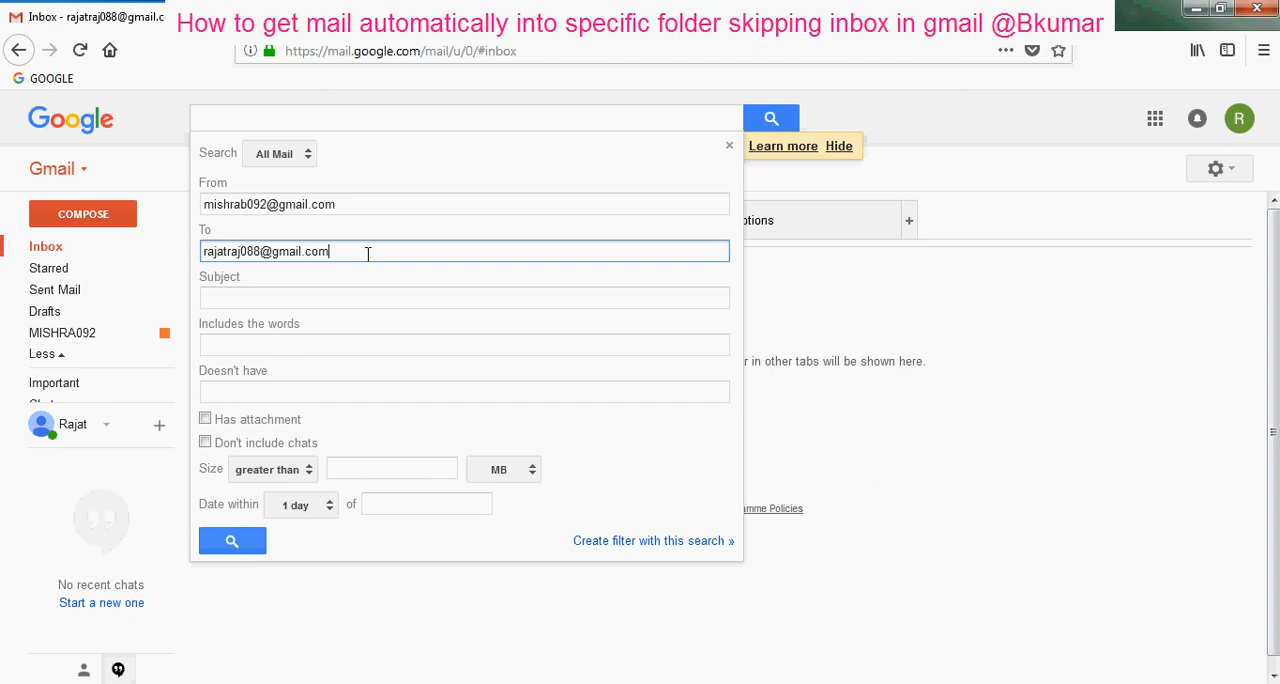 Inbox - rajatraj088@gmail.c
How to get mail automatically into specific folder skipping inbox in gmail @Bkumar
https://mail.google.com/mail/u/0/#inbox
GOOGLE
Google
R
Learn more Hide
Search All Mail
From
mishrab092@gmail.com
To
rajatraj088@gmail.com
Subject
Includes the words
Doesn't have
Has attachment
Don't include chats
Size greater than MB
Date within 1 day of
Create filter with this search »
Gmail
COMPOSE
Inbox
Starred
Sent Mail
Drafts
MISHRA092
Less
Important
Rajat
No recent chats
Start a new one
ptions
+
r in other tabs will be shown here.
mme Policies